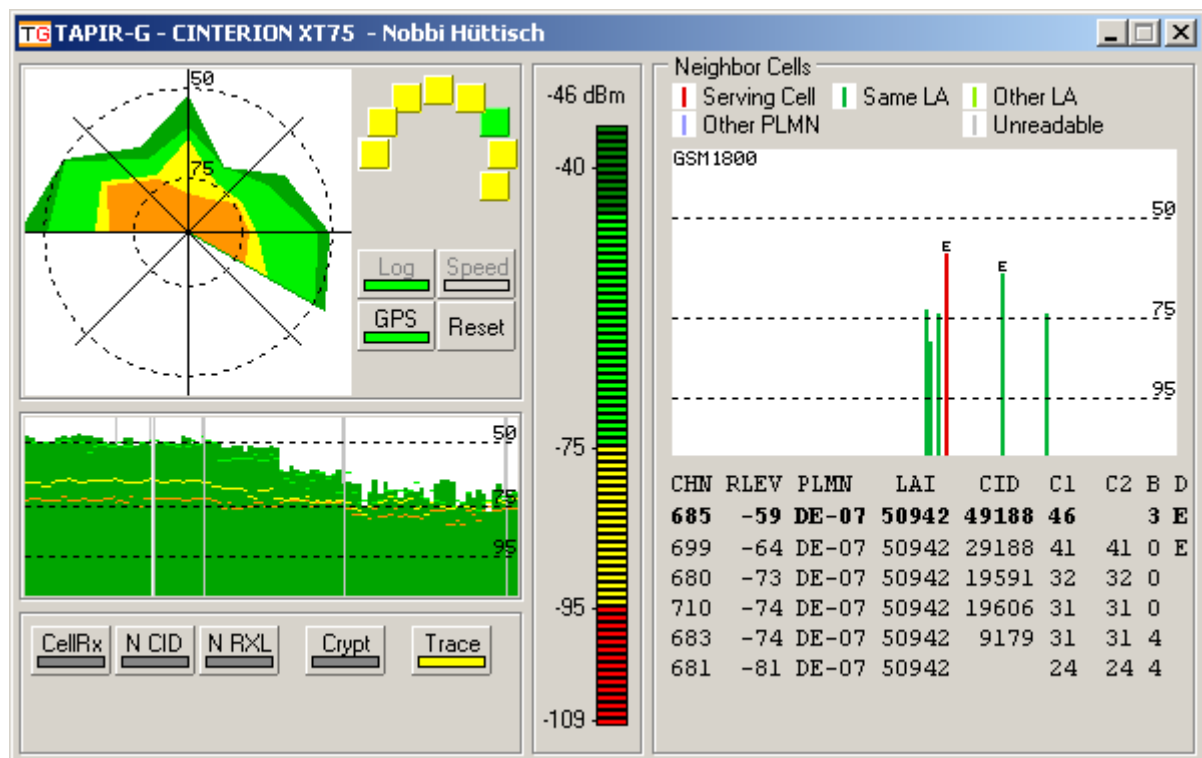 TG TAPIR-G - CINTERION XT75 - Nobbi Hüttisch
50
75
Log Speed
GPS Reset
50
75
95
CellRx N CID N RXL Crypt Trace
-46 dBm
-40
-75
-95
-109
Neighbor Cells
Serving Cell Same LA Other LA
Other PLMN Unreadable
GSM1800
50
E
E
75
95
CHN RLEV PLMN LAI CID C1 C2 B D
685 -59 DE-07 50942 49188 46 3 E
699 -64 DE-07 50942 29188 41 41 0 E
680 -73 DE-07 50942 19591 32 32 0
710 -74 DE-07 50942 19606 31 31 0
683 -74 DE-07 50942 9179 31 31 4
681 -81 DE-07 50942 24 24 4